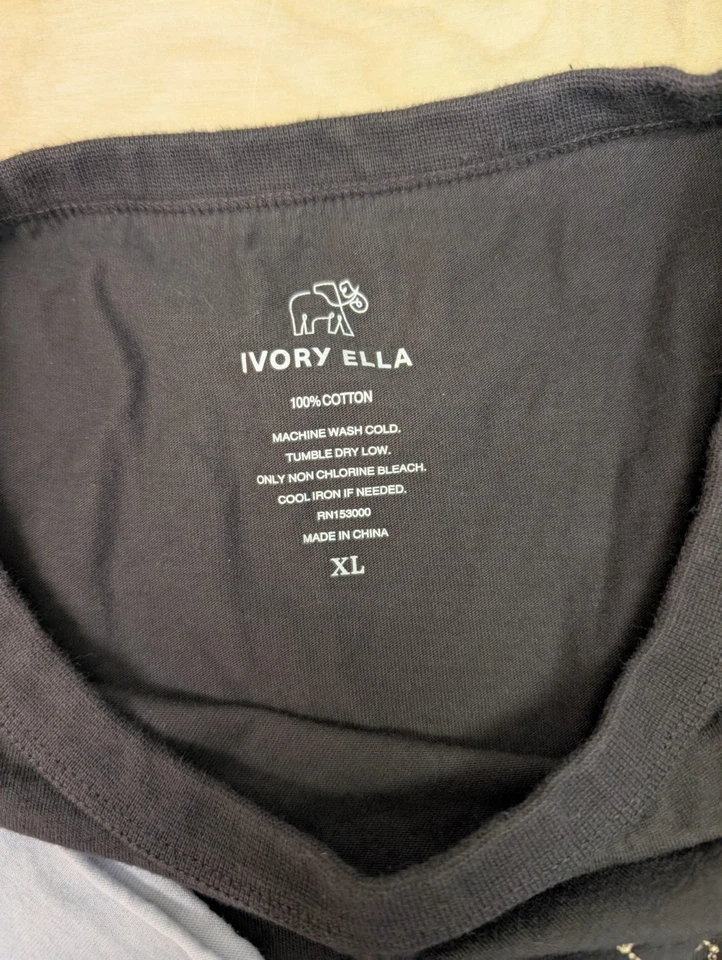 IVORY ELLA
100% COTTON
MACHINE WASH COLD.
TUMBLE DRY LOW.
ONLY NON CHLORINE BLEACH.
COOL IRON IF NEEDED.
RN153000
MADE IN CHINA
XL